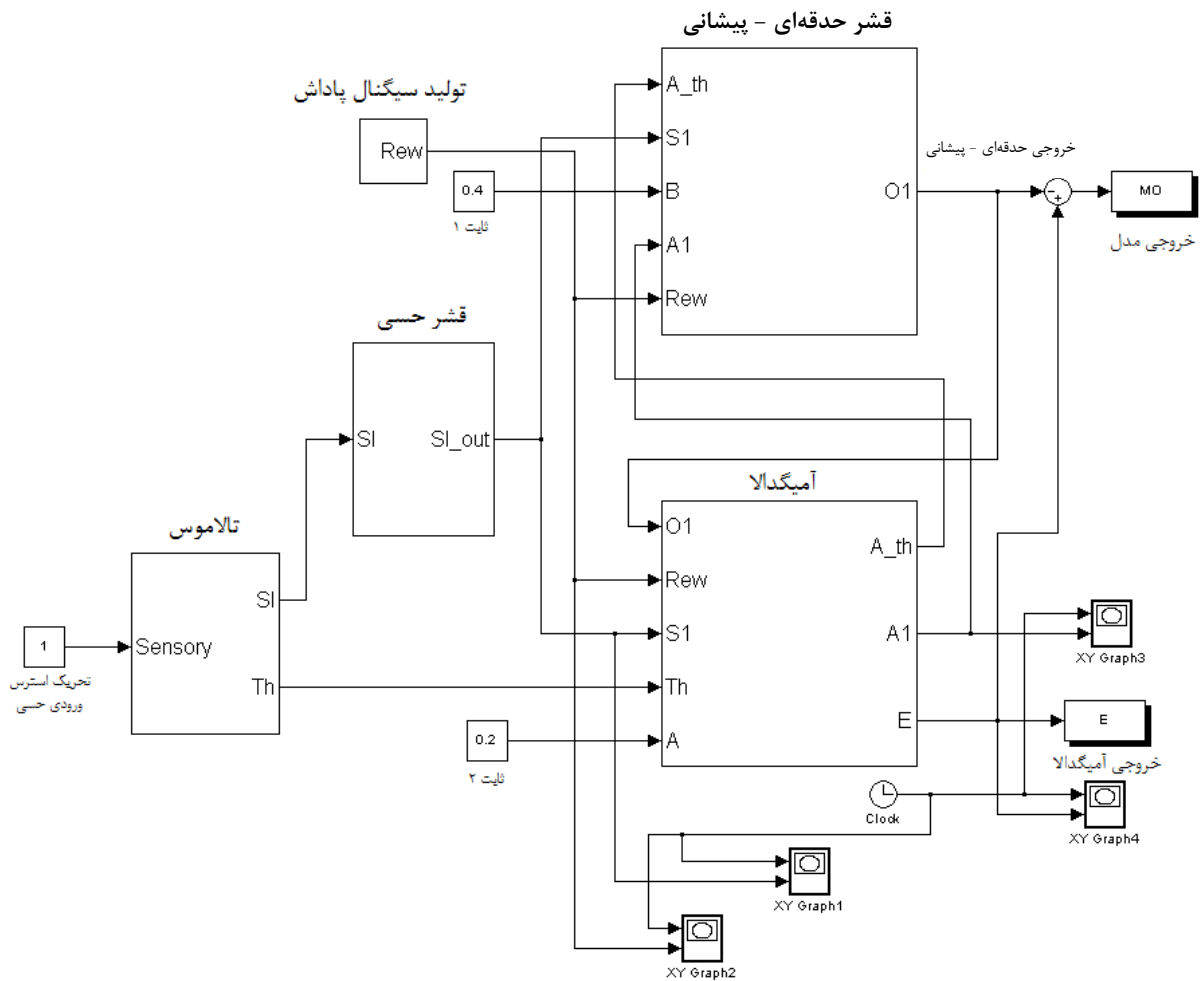 قشر حدقه‌ای - پیشانی
A_th
S1
B
A1
Rew
O1
تولید سیگنال پاداش
Rew
0.4
ثابت ۱
خروجی حدقه‌ای - پیشانی
MO
خروجی مدل
قشر حسی
SI
SI_out
تالاموس
Sensory
SI
Th
1
تحریک استرس
ورودی حسی
آمیگدالا
O1
Rew
S1
Th
A
A_th
A1
E
0.2
ثابت ۲
XY Graph3
E
خروجی آمیگدالا
Clock
XY Graph4
XY Graph1
XY Graph2